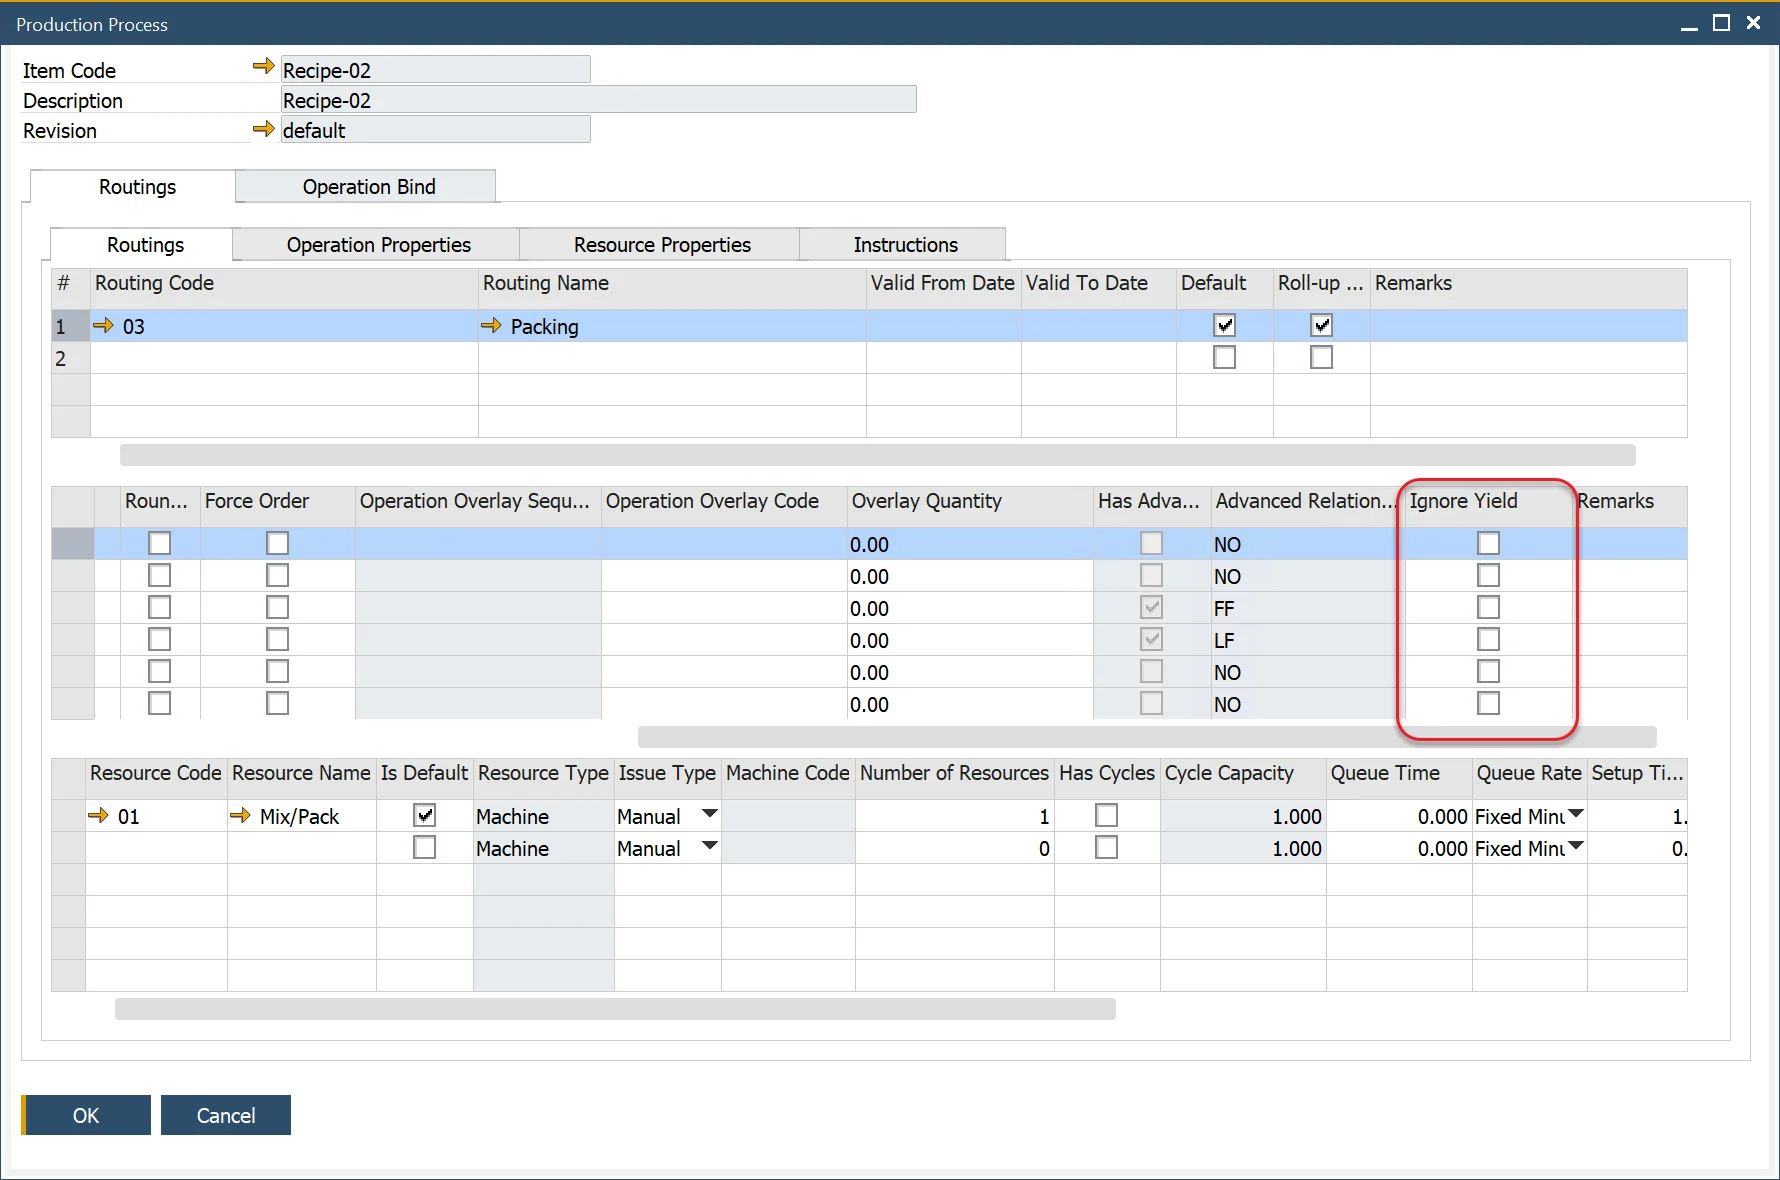 Production Process
Item Code Recipe-02
Description Recipe-02
Revision default
Routings Operation Bind
Routings Operation Properties Resource Properties Instructions
# Routing Code Routing Name Valid From Date Valid To Date Default Roll-up ... Remarks
1 03 Packing
2
Roun... Force Order Operation Overlay Sequ... Operation Overlay Code Overlay Quantity Has Adva... Advanced Relation... Ignore Yield Remarks
0.00 NO
0.00 NO
0.00 FF
0.00 LF
0.00 NO
0.00 NO
Resource Code Resource Name Is Default Resource Type Issue Type Machine Code Number of Resources Has Cycles Cycle Capacity Queue Time Queue Rate Setup Ti...
01 Mix/Pack Machine Manual 1 1.000 0.000 Fixed Minu 1.
Machine Manual 0 1.000 0.000 Fixed Minu 0.
OK Cancel